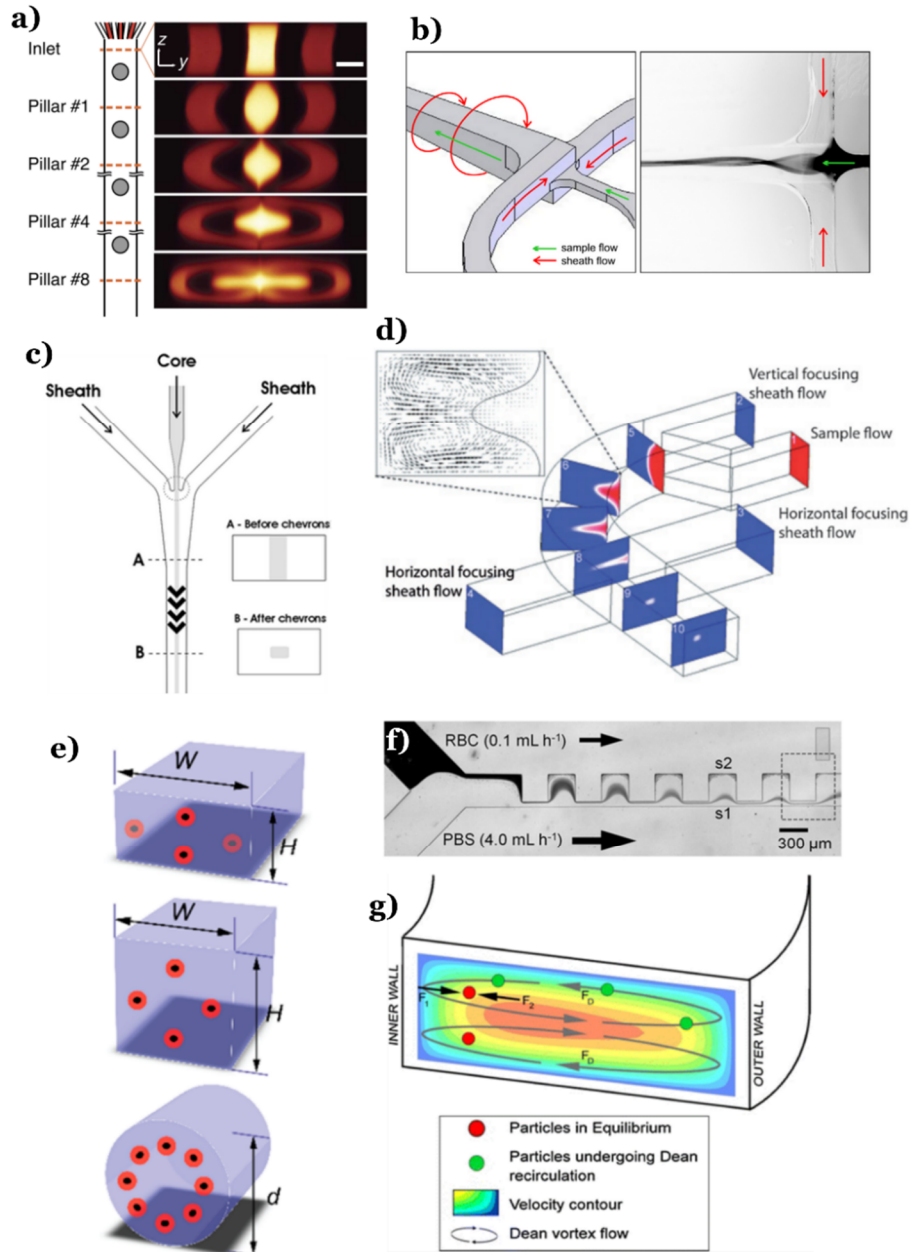 a)
Inlet
z
y
Pillar #1
Pillar #2
Pillar #4
Pillar #8
b)
sample flow
sheath flow
c)
Core
Sheath
Sheath
A - Before chevrons
A
B - After chevrons
B
d)
Vertical focusing
sheath flow
Sample flow
Horizontal focusing
sheath flow
Horizontal focusing
sheath flow
1
2
3
4
5
6
7
8
9
10
e)
W
H
W
H
d
f)
RBC (0.1 mL h⁻¹)
s2
s1
PBS (4.0 mL h⁻¹)
300 µm
g)
INNER WALL
F₁
F₂
F_D
F_D
OUTER WALL
Particles in Equilibrium
Particles undergoing Dean
recirculation
Velocity contour
Dean vortex flow